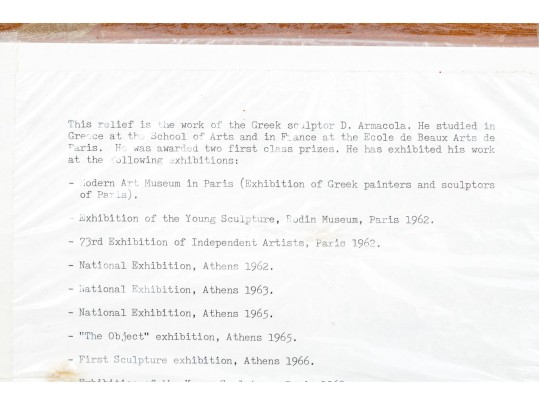 This relief is the work of the Greek sculptor D. Armacola. He studied in
Greece at the School of Arts and in France at the Ecole de Beaux Arts de
Paris. He was awarded two first class prizes. He has exhibited his work
at the following exhibitions:
- Modern Art Museum in Paris (Exhibition of Greek painters and sculptors
of Paris).
- Exhibition of the Young Sculpture, Rodin Museum, Paris 1962.
- 73rd Exhibition of Independent Artists, Paris 1962.
- National Exhibition, Athens 1962.
- National Exhibition, Athens 1963.
- National Exhibition, Athens 1965.
- "The Object" exhibition, Athens 1965.
- First Sculpture exhibition, Athens 1966.